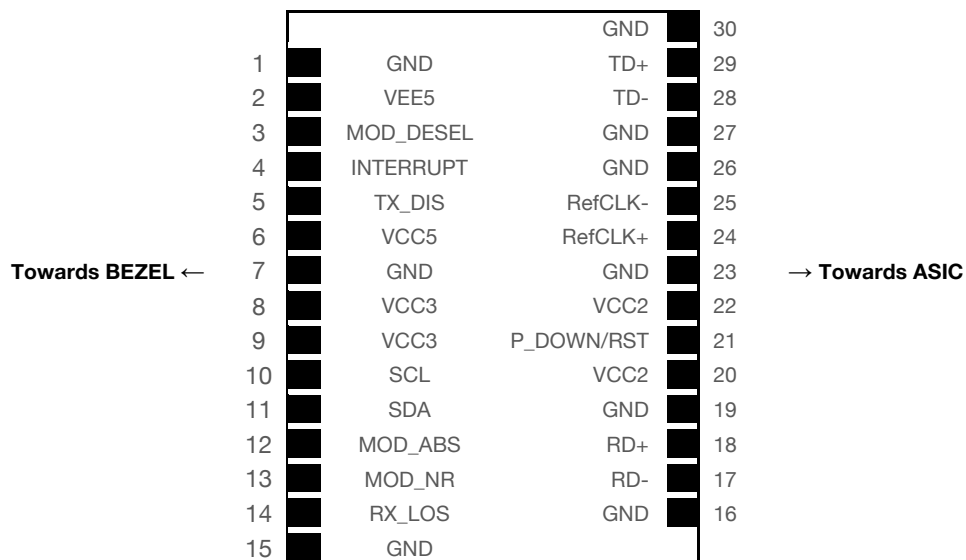 GND 30
1 GND TD+ 29
2 VEE5 TD- 28
3 MOD_DESEL GND 27
4 INTERRUPT GND 26
5 TX_DIS RefCLK- 25
6 VCC5 RefCLK+ 24
Towards BEZEL ← 7 GND GND 23 → Towards ASIC
8 VCC3 VCC2 22
9 VCC3 P_DOWN/RST 21
10 SCL VCC2 20
11 SDA GND 19
12 MOD_ABS RD+ 18
13 MOD_NR RD- 17
14 RX_LOS GND 16
15 GND